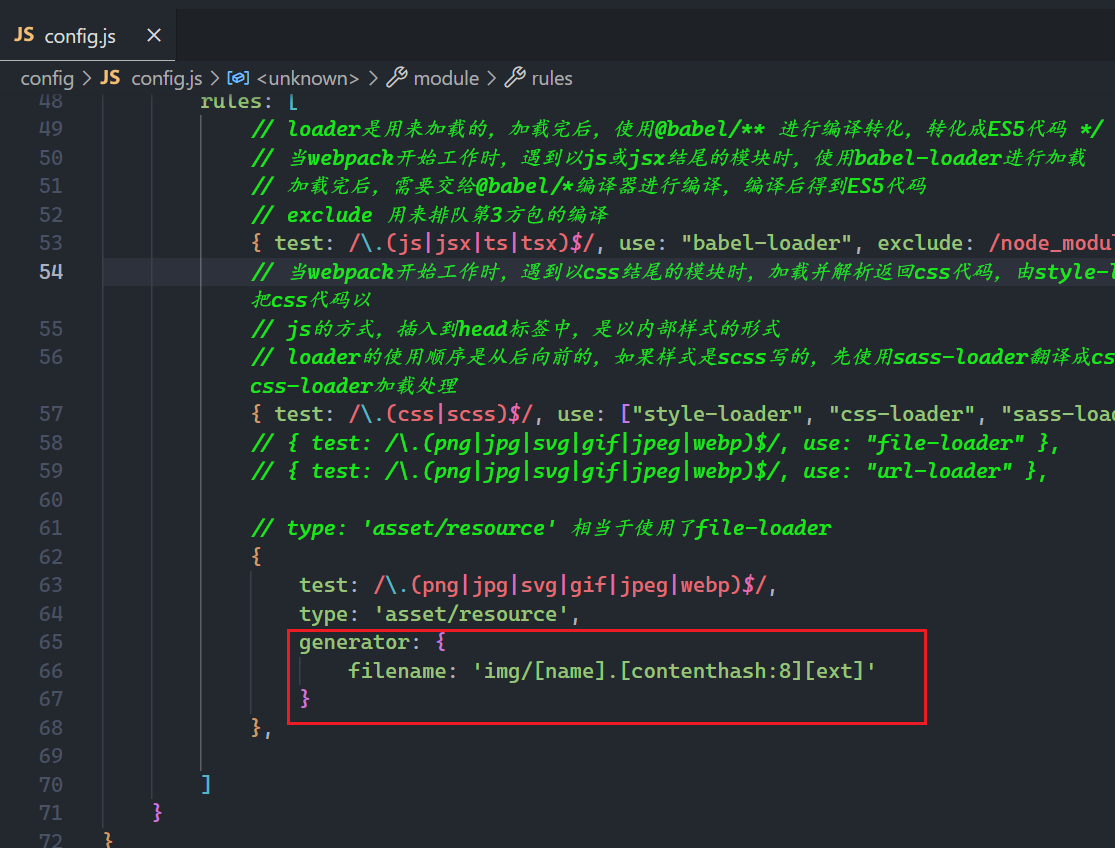 JS config.js ×
config > JS config.js > <unknown> > module > rules
48 rules: [
49 // loader是用来加载的，加载完后，使用@babel/** 进行编译转化，转化成ES5代码 */
50 // 当webpack开始工作时，遇到以js或jsx结尾的模块时，使用babel-loader进行加载
51 // 加载完后，需要交给@babel/*编译器进行编译，编译后得到ES5代码
52 // exclude 用来排队第3方包的编译
53 { test: /\.(js|jsx|ts|tsx)$/, use: "babel-loader", exclude: /node_modul
54 // 当webpack开始工作时，遇到以css结尾的模块时，加载并解析返回css代码，由style-l
把css代码以
55 // js的方式，插入到head标签中，是以内部样式的形式
56 // loader的使用顺序是从后向前的，如果样式是scss写的，先使用sass-loader翻译成cs
css-loader加载处理
57 { test: /\.(css|scss)$/, use: ["style-loader", "css-loader", "sass-load
58 // { test: /\.(png|jpg|svg|gif|jpeg|webp)$/, use: "file-loader" },
59 // { test: /\.(png|jpg|svg|gif|jpeg|webp)$/, use: "url-loader" },
60
61 // type: 'asset/resource' 相当于使用了file-loader
62 {
63 test: /\.(png|jpg|svg|gif|jpeg|webp)$/,
64 type: 'asset/resource',
65 generator: {
66 filename: 'img/[name].[contenthash:8][ext]'
67 }
68 },
69
70 ]
71 }
72 }